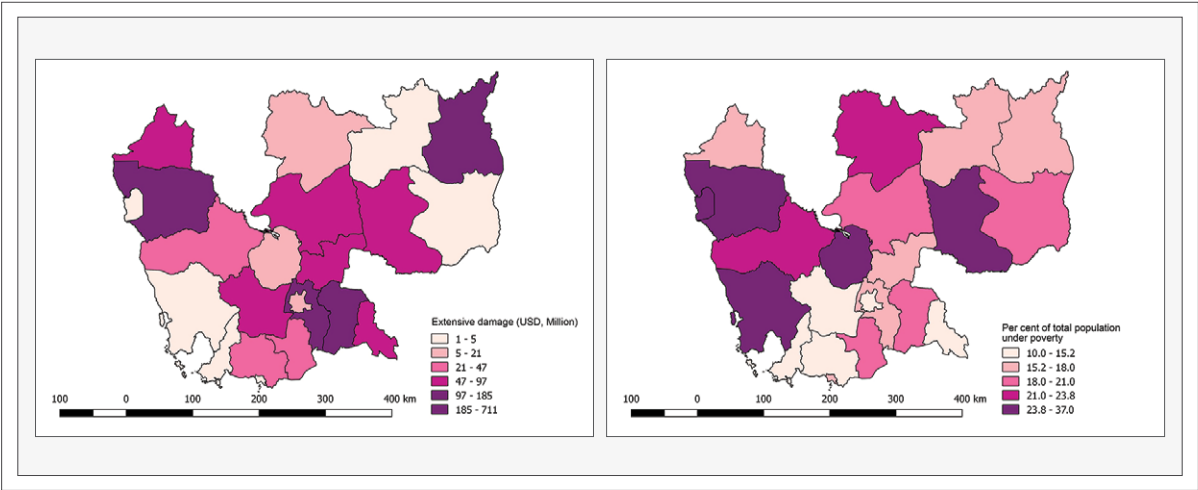 Extensive damage (USD, Million)
1 - 5
5 - 21
21 - 47
47 - 97
97 - 185
185 - 711
100 0 100 200 300 400 km
Per cent of total population
under poverty
10.0 - 15.2
15.2 - 18.0
18.0 - 21.0
21.0 - 23.8
23.8 - 37.0
100 0 100 200 300 400 km